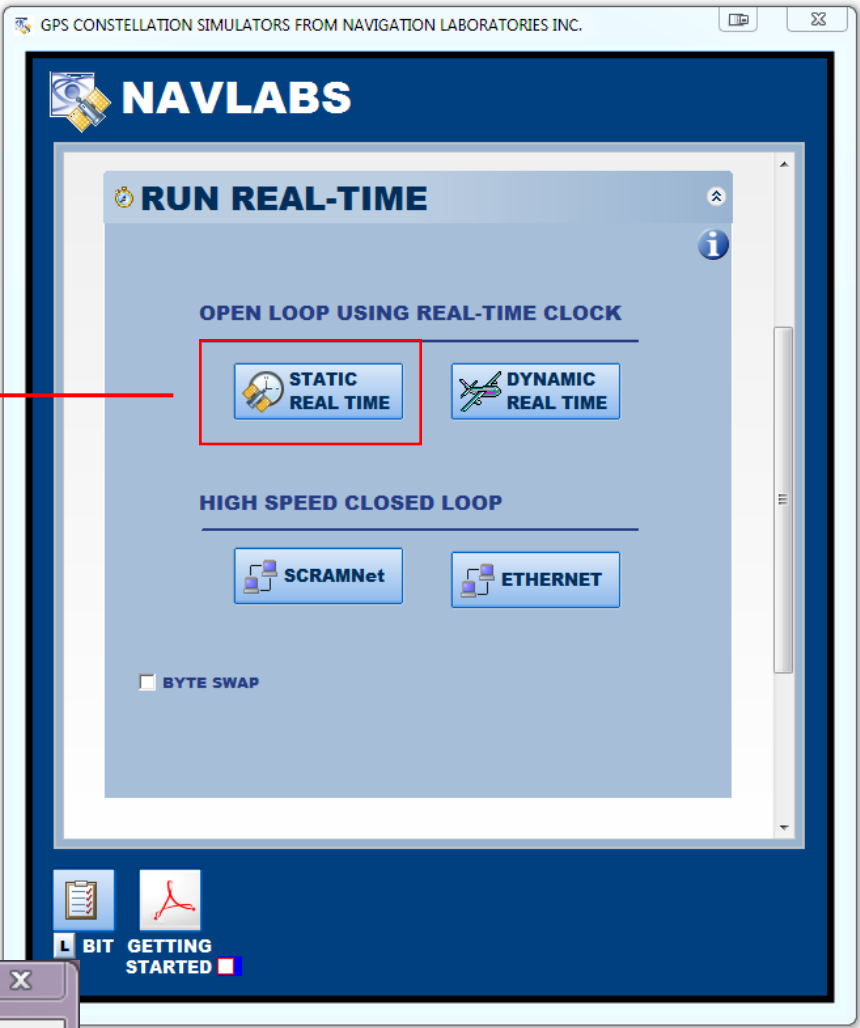 GPS CONSTELLATION SIMULATORS FROM NAVIGATION LABORATORIES INC.
NAVLABS
RUN REAL-TIME
i
OPEN LOOP USING REAL-TIME CLOCK
STATIC
REAL TIME
DYNAMIC
REAL TIME
HIGH SPEED CLOSED LOOP
SCRAMNet
ETHERNET
BYTE SWAP
L BIT
GETTING
STARTED